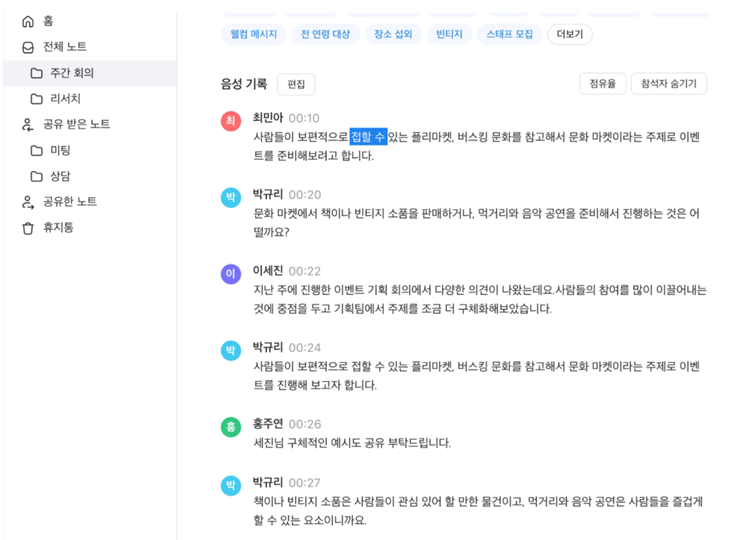 홈
전체 노트
주간 회의
리서치
공유 받은 노트
미팅
상담
공유한 노트
휴지통
웰컴 메시지 전 연령 대상 장소 섭외 빈티지 스태프 모집 더보기
음성 기록 편집 점유율 참석자 숨기기
최 최민아 00:10
사람들이 보편적으로 접할 수 있는 플리마켓, 버스킹 문화를 참고해서 문화 마켓이라는 주제로 이벤
트를 준비해보려고 합니다.
박 박규리 00:20
문화 마켓에서 책이나 빈티지 소품을 판매하거나, 먹거리와 음악 공연을 준비해서 진행하는 것은 어
떨까요?
이 이세진 00:22
지난 주에 진행한 이벤트 기획 회의에서 다양한 의견이 나왔는데요.사람들의 참여를 많이 이끌어내는
것에 중점을 두고 기획팀에서 주제를 조금 더 구체화해보았습니다.
박 박규리 00:24
사람들이 보편적으로 접할 수 있는 플리마켓, 버스킹 문화를 참고해서 문화 마켓이라는 주제로 이벤
트를 진행해 보고자 합니다.
홍 홍주연 00:26
세진님 구체적인 예시도 공유 부탁드립니다.
박 박규리 00:27
책이나 빈티지 소품은 사람들이 관심 있어 할 만한 물건이고, 먹거리와 음악 공연은 사람들을 즐겁게
할 수 있는 요소이니까요.